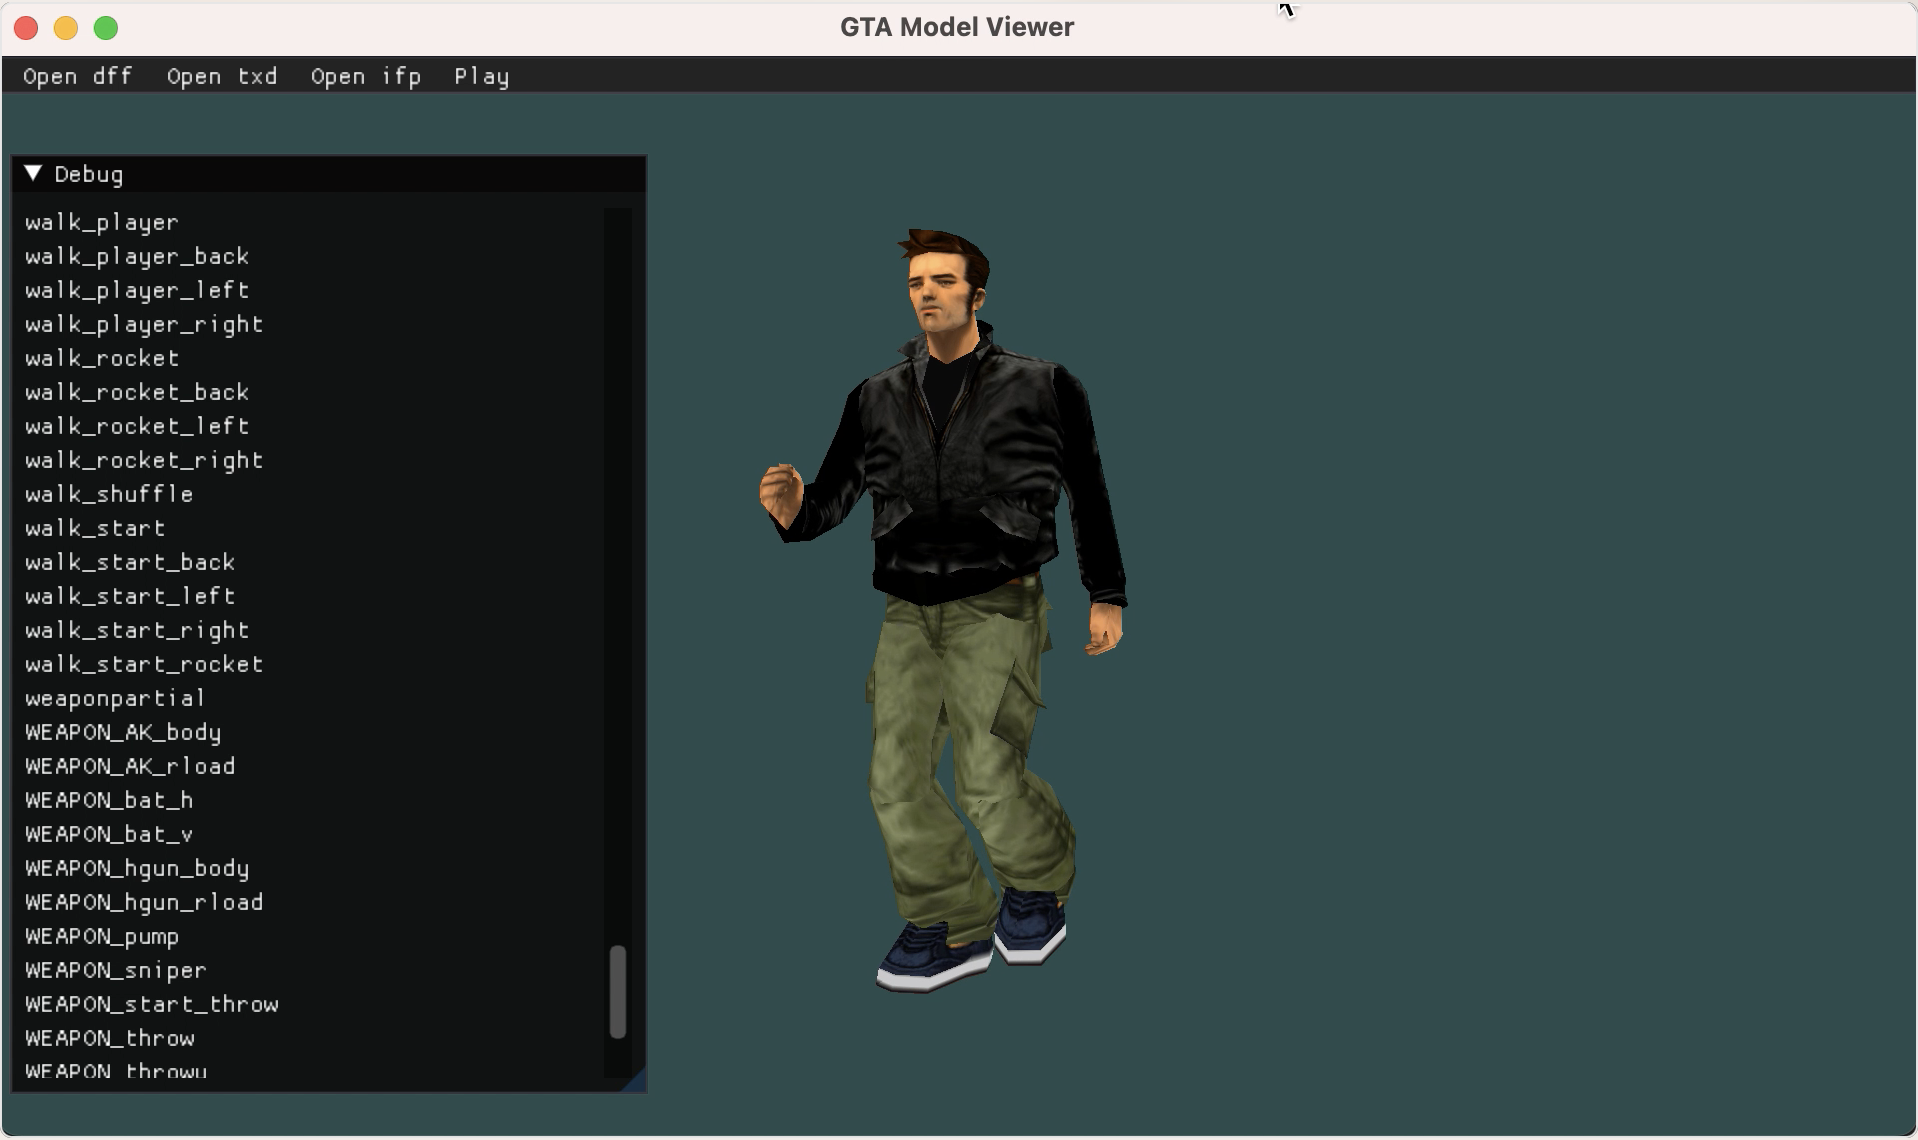 GTA Model Viewer
Open dff Open txd Open ifp Play
Debug
walk_player
walk_player_back
walk_player_left
walk_player_right
walk_rocket
walk_rocket_back
walk_rocket_left
walk_rocket_right
walk_shuffle
walk_start
walk_start_back
walk_start_left
walk_start_right
walk_start_rocket
weaponpartial
WEAPON_AK_body
WEAPON_AK_rload
WEAPON_bat_h
WEAPON_bat_v
WEAPON_hgun_body
WEAPON_hgun_rload
WEAPON_pump
WEAPON_sniper
WEAPON_start_throw
WEAPON_throw
WEAPON_throwu